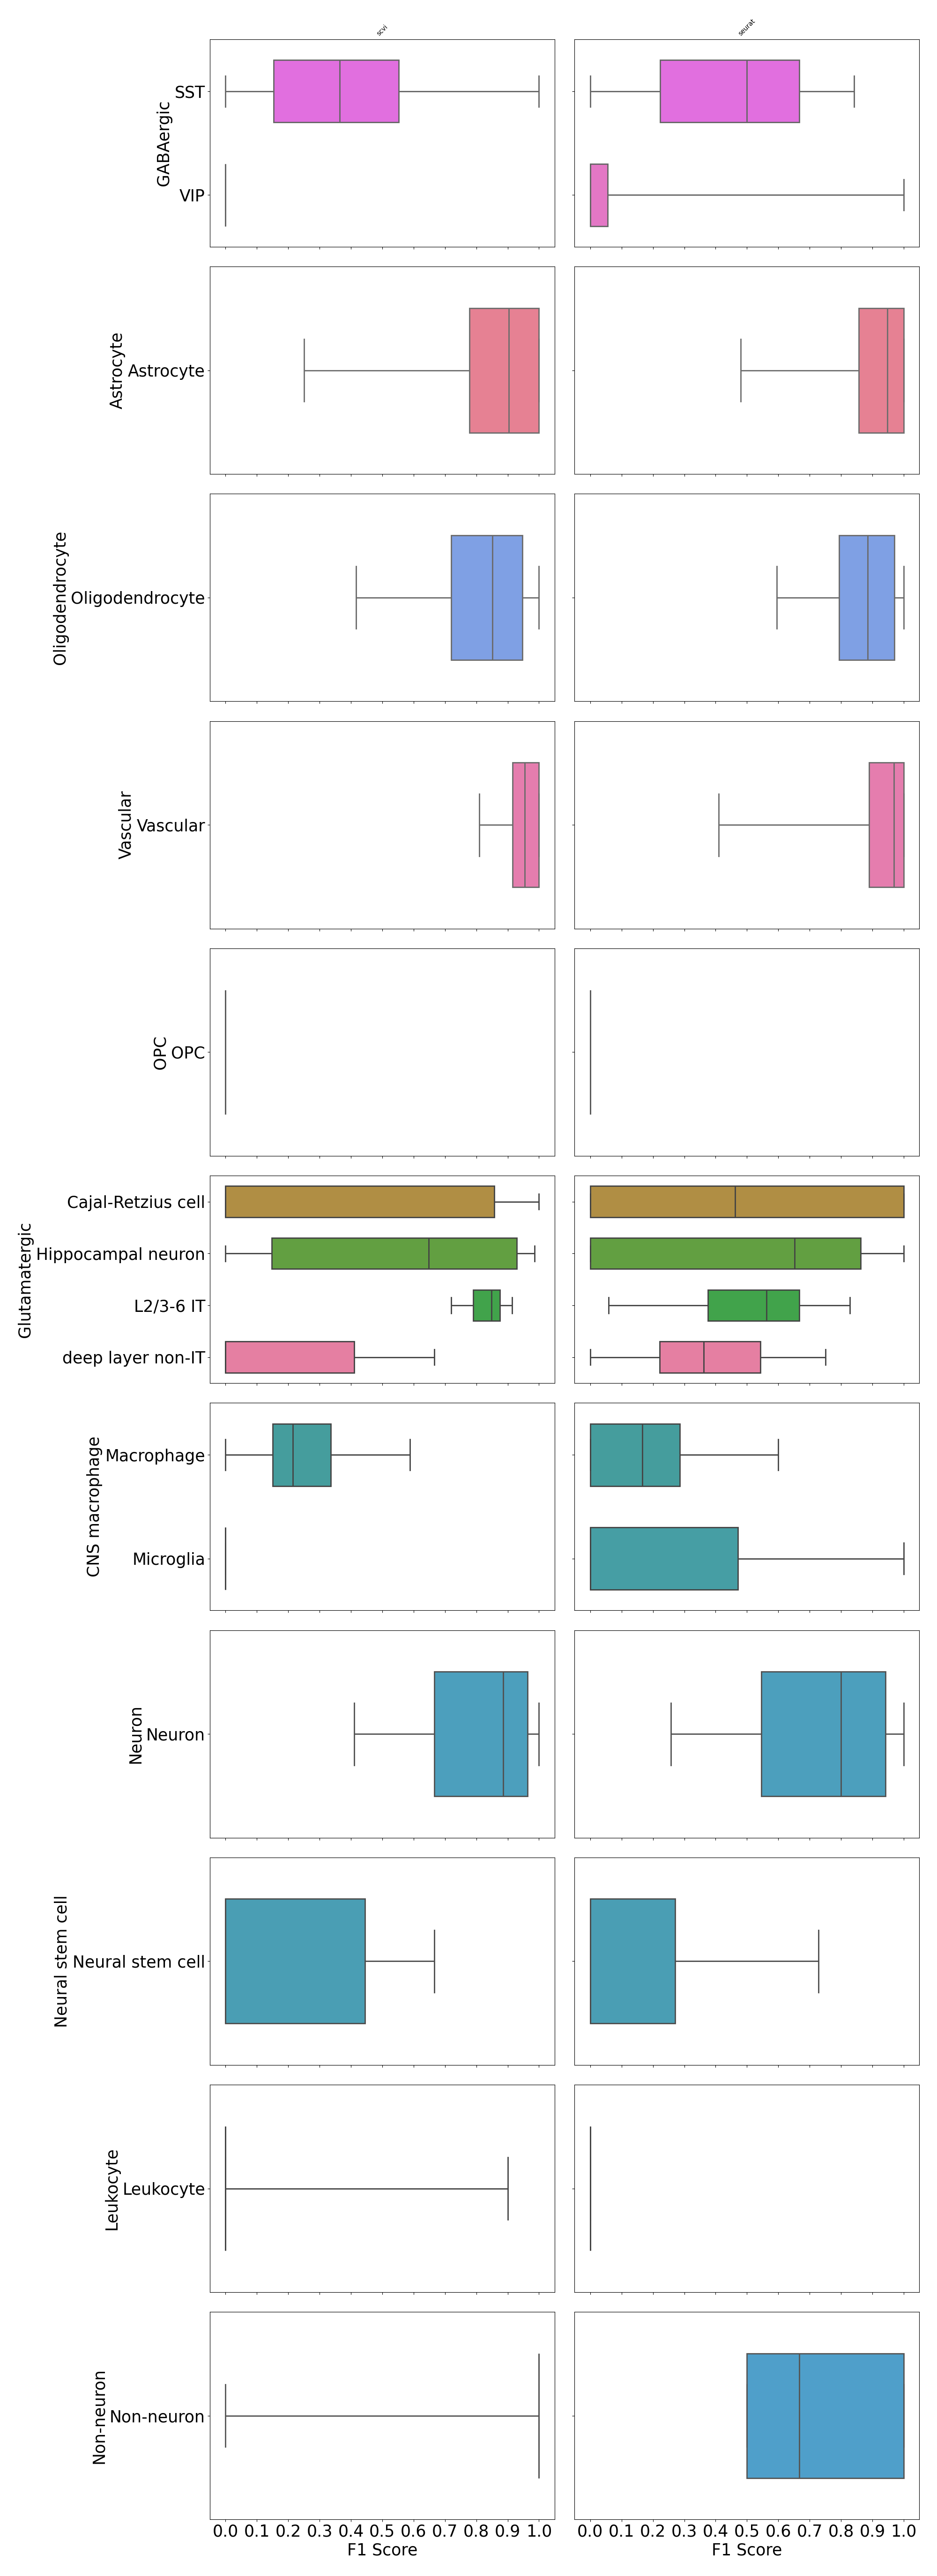 scvi
seurat
GABAergic
SST
VIP
Astrocyte
Astrocyte
Oligodendrocyte
Oligodendrocyte
Vascular
Vascular
OPC
OPC
Glutamatergic
Cajal-Retzius cell
Hippocampal neuron
L2/3-6 IT
deep layer non-IT
CNS macrophage
Macrophage
Microglia
Neuron
Neuron
Neural stem cell
Neural stem cell
Leukocyte
Leukocyte
Non-neuron
Non-neuron
0.0 0.1 0.2 0.3 0.4 0.5 0.6 0.7 0.8 0.9 1.0
0.0 0.1 0.2 0.3 0.4 0.5 0.6 0.7 0.8 0.9 1.0
F1 Score
F1 Score